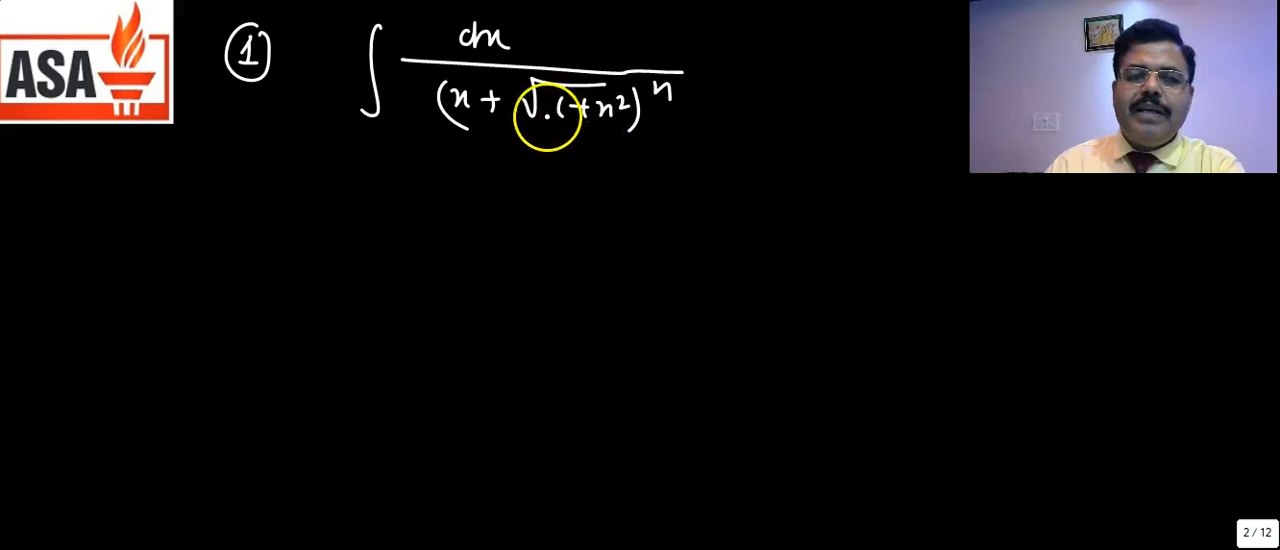 ASA
① ∫ dx / (x + √(1 + x²))ⁿ
2 / 12